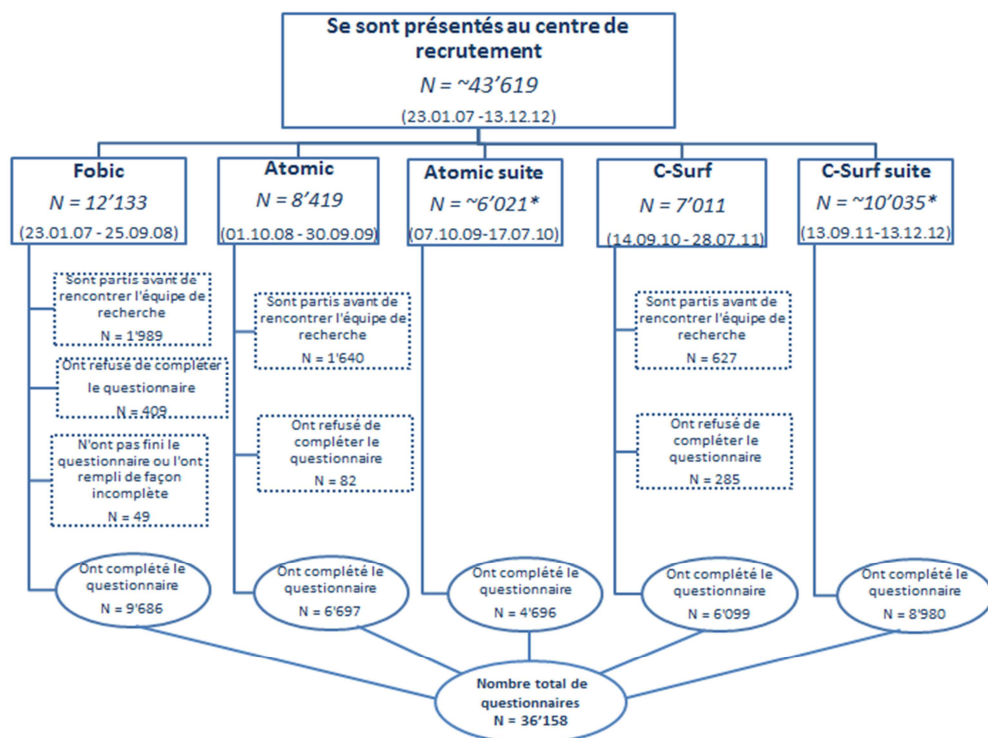 Se sont présentés au centre de
recrutement
N = ~43’619
(23.01.07 -13.12.12)
Fobic
N = 12’133
(23.01.07 - 25.09.08)
Atomic
N = 8’419
(01.10.08 - 30.09.09)
Atomic suite
N = ~6’021*
(07.10.09-17.07.10)
C-Surf
N = 7’011
(14.09.10 - 28.07.11)
C-Surf suite
N = ~10’035*
(13.09.11-13.12.12)
Sont partis avant de
rencontrer l'équipe de
recherche
N = 1'989
Ont refusé de compléter
le questionnaire
N = 409
N'ont pas fini le
questionnaire ou l'ont
rempli de façon
incomplète
N = 49
Sont partis avant de
rencontrer l'équipe de
recherche
N = 1'640
Ont refusé de
compléter le
questionnaire
N = 82
Sont partis avant de
rencontrer l'équipe de
recherche
N = 627
Ont refusé de
compléter le
questionnaire
N = 285
Ont complété le
questionnaire
N = 9'686
Ont complété le
questionnaire
N = 6'697
Ont complété le
questionnaire
N = 4'696
Ont complété le
questionnaire
N = 6'099
Ont complété le
questionnaire
N = 8'980
Nombre total de
questionnaires
N = 36’158